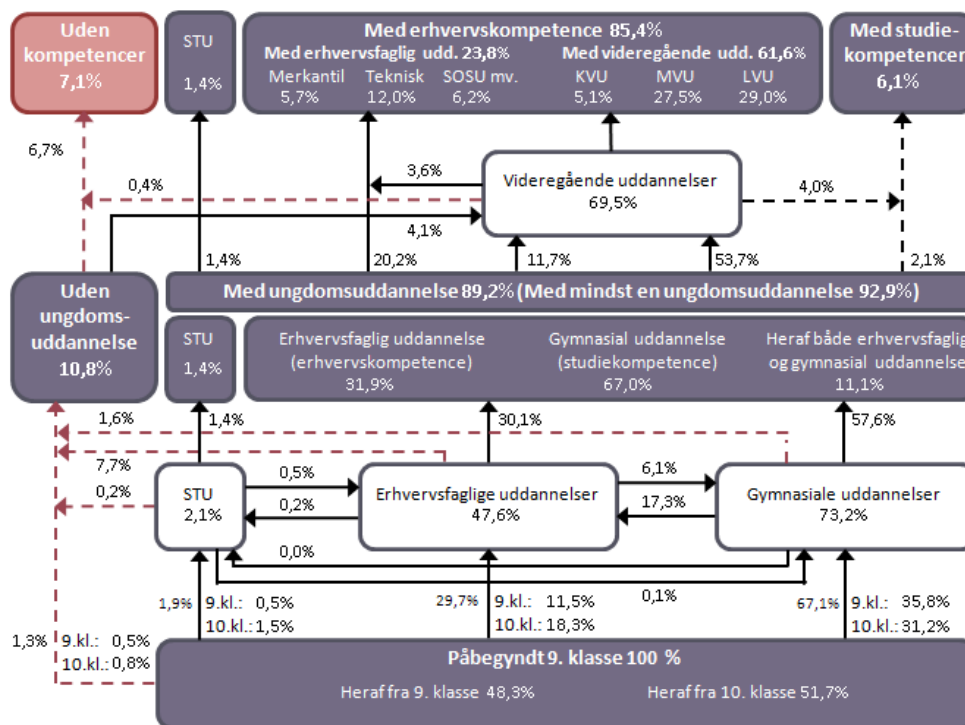 Uden
kompetencer
7,1%
STU
1,4%
Med erhvervskompetence 85,4%
Med erhvervsfaglig udd. 23,8%
Med videregående udd. 61,6%
Merkantil Teknisk SOSU mv. KVU MVU LVU
5,7% 12,0% 6,2% 5,1% 27,5% 29,0%
Med studie-
kompetencer
6,1%
6,7%
0,4%
3,6%
Videregående uddannelser
69,5%
4,0%
4,1%
1,4%
20,2%
11,7%
53,7%
2,1%
Uden
ungdoms-
uddannelse
10,8%
Med ungdomsuddannelse 89,2% (Med mindst en ungdomsuddannelse 92,9%)
STU
1,4%
Erhvervsfaglig uddannelse
(erhvervskompetence)
31,9%
Gymnasial uddannelse
(studiekompetence)
67,0%
Heraf både erhvervsfaglig
og gymnasial uddannelse
11,1%
1,6%
1,4%
30,1%
57,6%
7,7%
0,2%
STU
2,1%
0,5%
0,2%
Erhvervsfaglige uddannelser
47,6%
6,1%
17,3%
Gymnasiale uddannelser
73,2%
0,0%
0,1%
1,9%
9.kl.: 0,5%
10.kl.: 1,5%
29,7%
9.kl.: 11,5%
10.kl.: 18,3%
67,1%
9.kl.: 35,8%
10.kl.: 31,2%
1,3%
9.kl.: 0,5%
10.kl.: 0,8%
Påbegyndt 9. klasse 100 %
Heraf fra 9. klasse 48,3%
Heraf fra 10. klasse 51,7%